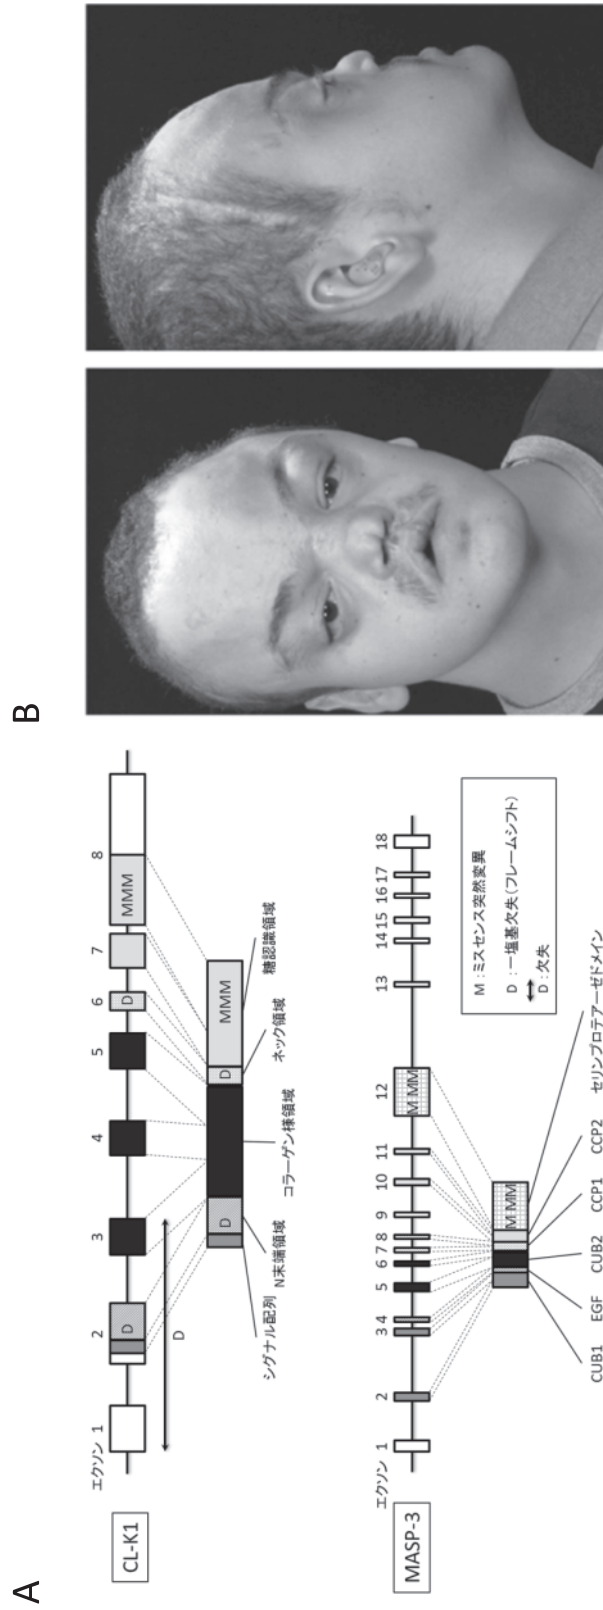 A
CL-K1
エクソン 1 2 3 4 5 6 7 8
D D MMM
D
D D MMM
シグナル配列
N末端領域
コラーゲン様領域
ネック領域
糖認識領域
MASP-3
エクソン 1 2 3 4 5 6 7 8 9 10 11 12 13 14 15 16 17 18
M MM
M MM
CUB1
EGF
CUB2
CCP1
CCP2
セリンプロテアーゼドメイン
M：ミスセンス突然変異
D：一塩基欠失（フレームシフト）
D：欠失
B